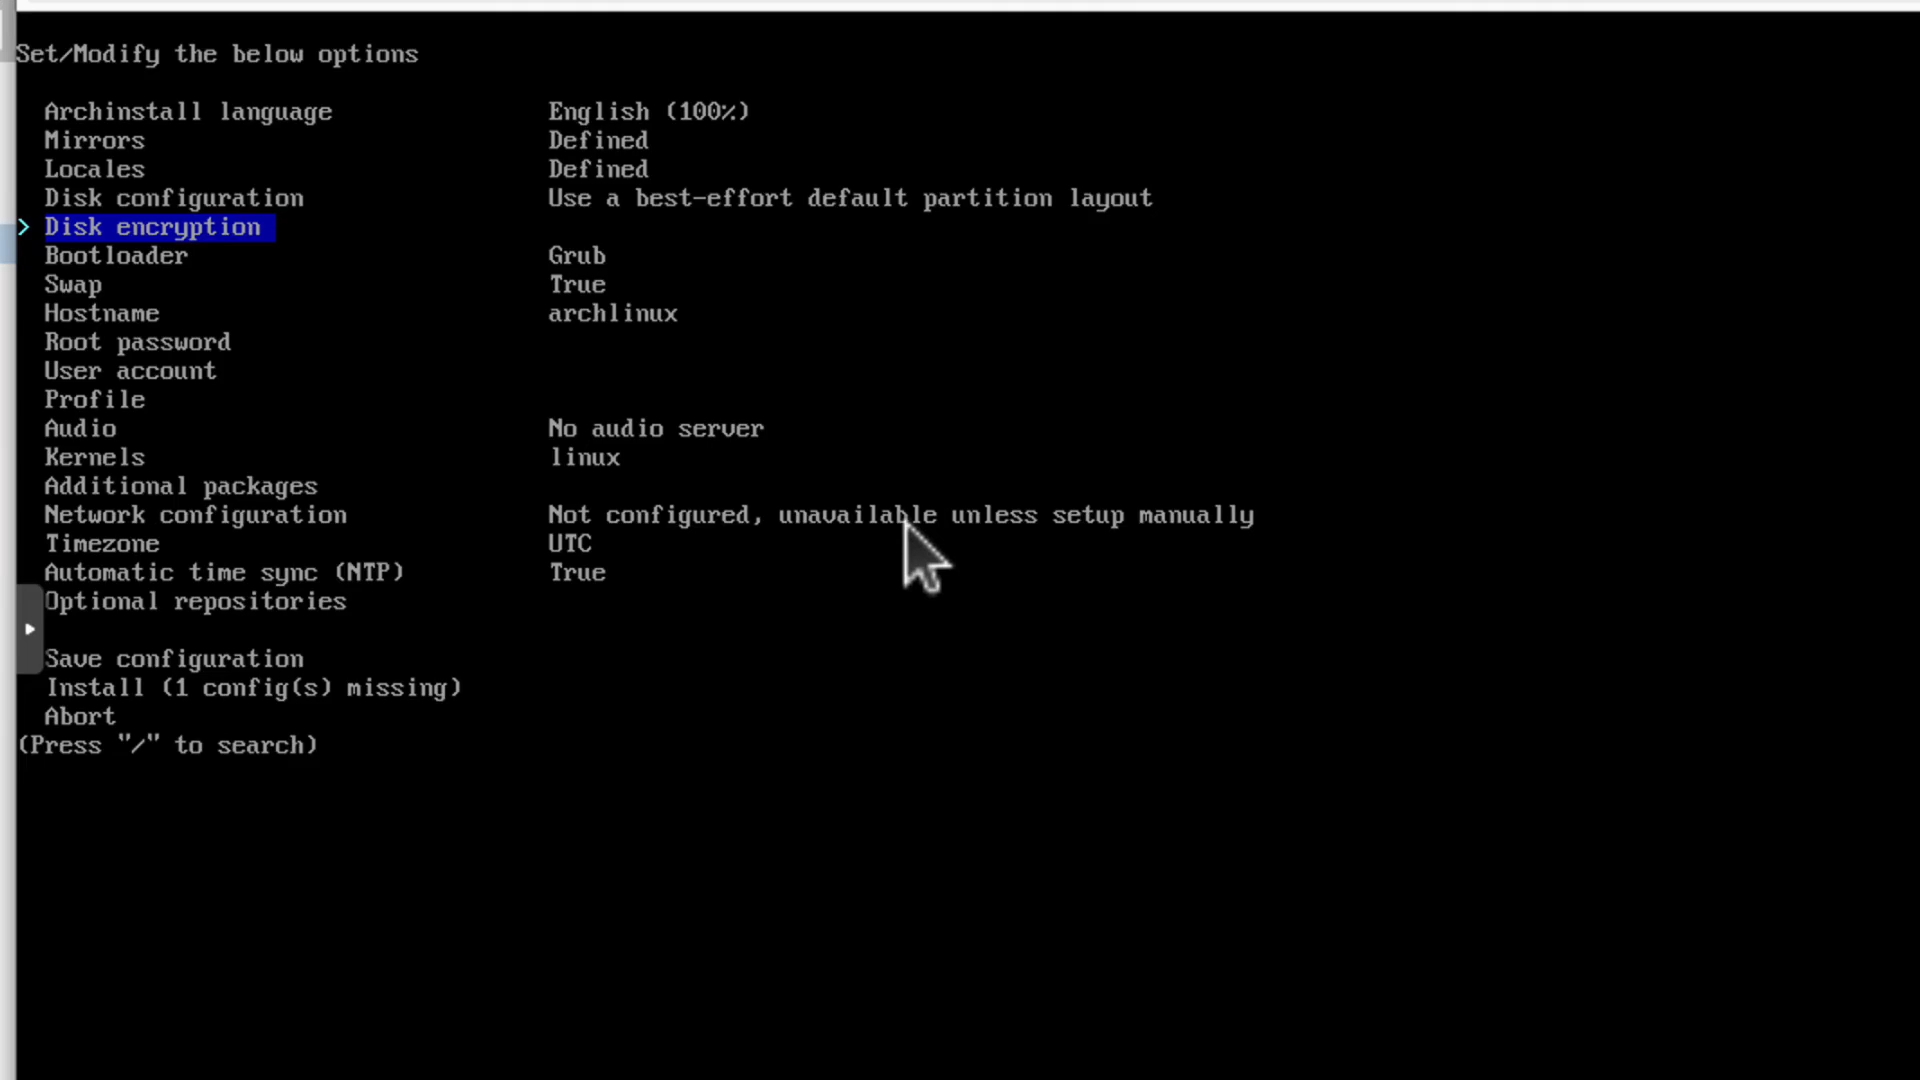 Set/Modify the below options
Archinstall language English (100%)
Mirrors Defined
Locales Defined
Disk configuration Use a best-effort default partition layout
> Disk encryption
Bootloader Grub
Swap True
Hostname archlinux
Root password
User account
Profile
Audio No audio server
Kernels linux
Additional packages
Network configuration Not configured, unavailable unless setup manually
Timezone UTC
Automatic time sync (NTP) True
Optional repositories
Save configuration
Install (1 config(s) missing)
Abort
(Press "/" to search)